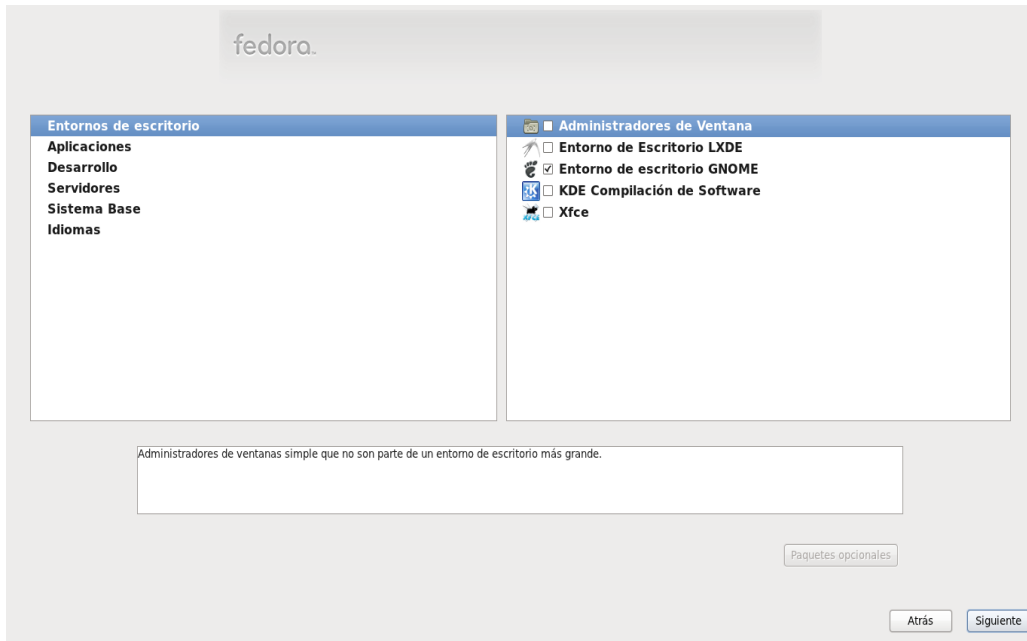 fedora
Entornos de escritorio
Aplicaciones
Desarrollo
Servidores
Sistema Base
Idiomas
Administradores de Ventana
Entorno de Escritorio LXDE
Entorno de escritorio GNOME
KDE Compilación de Software
Xfce
Administradores de ventanas simple que no son parte de un entorno de escritorio más grande.
Paquetes opcionales
Atrás
Siguiente